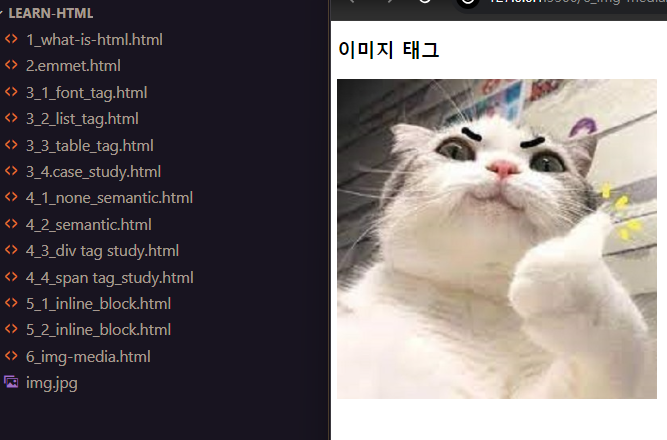 LEARN-HTML
1_what-is-html.html
2.emmet.html
3_1_font_tag.html
3_2_list_tag.html
3_3_table_tag.html
3_4.case_study.html
4_1_none_semantic.html
4_2_semantic.html
4_3_div tag study.html
4_4_span tag_study.html
5_1_inline_block.html
5_2_inline_block.html
6_img-media.html
img.jpg
이미지 태그